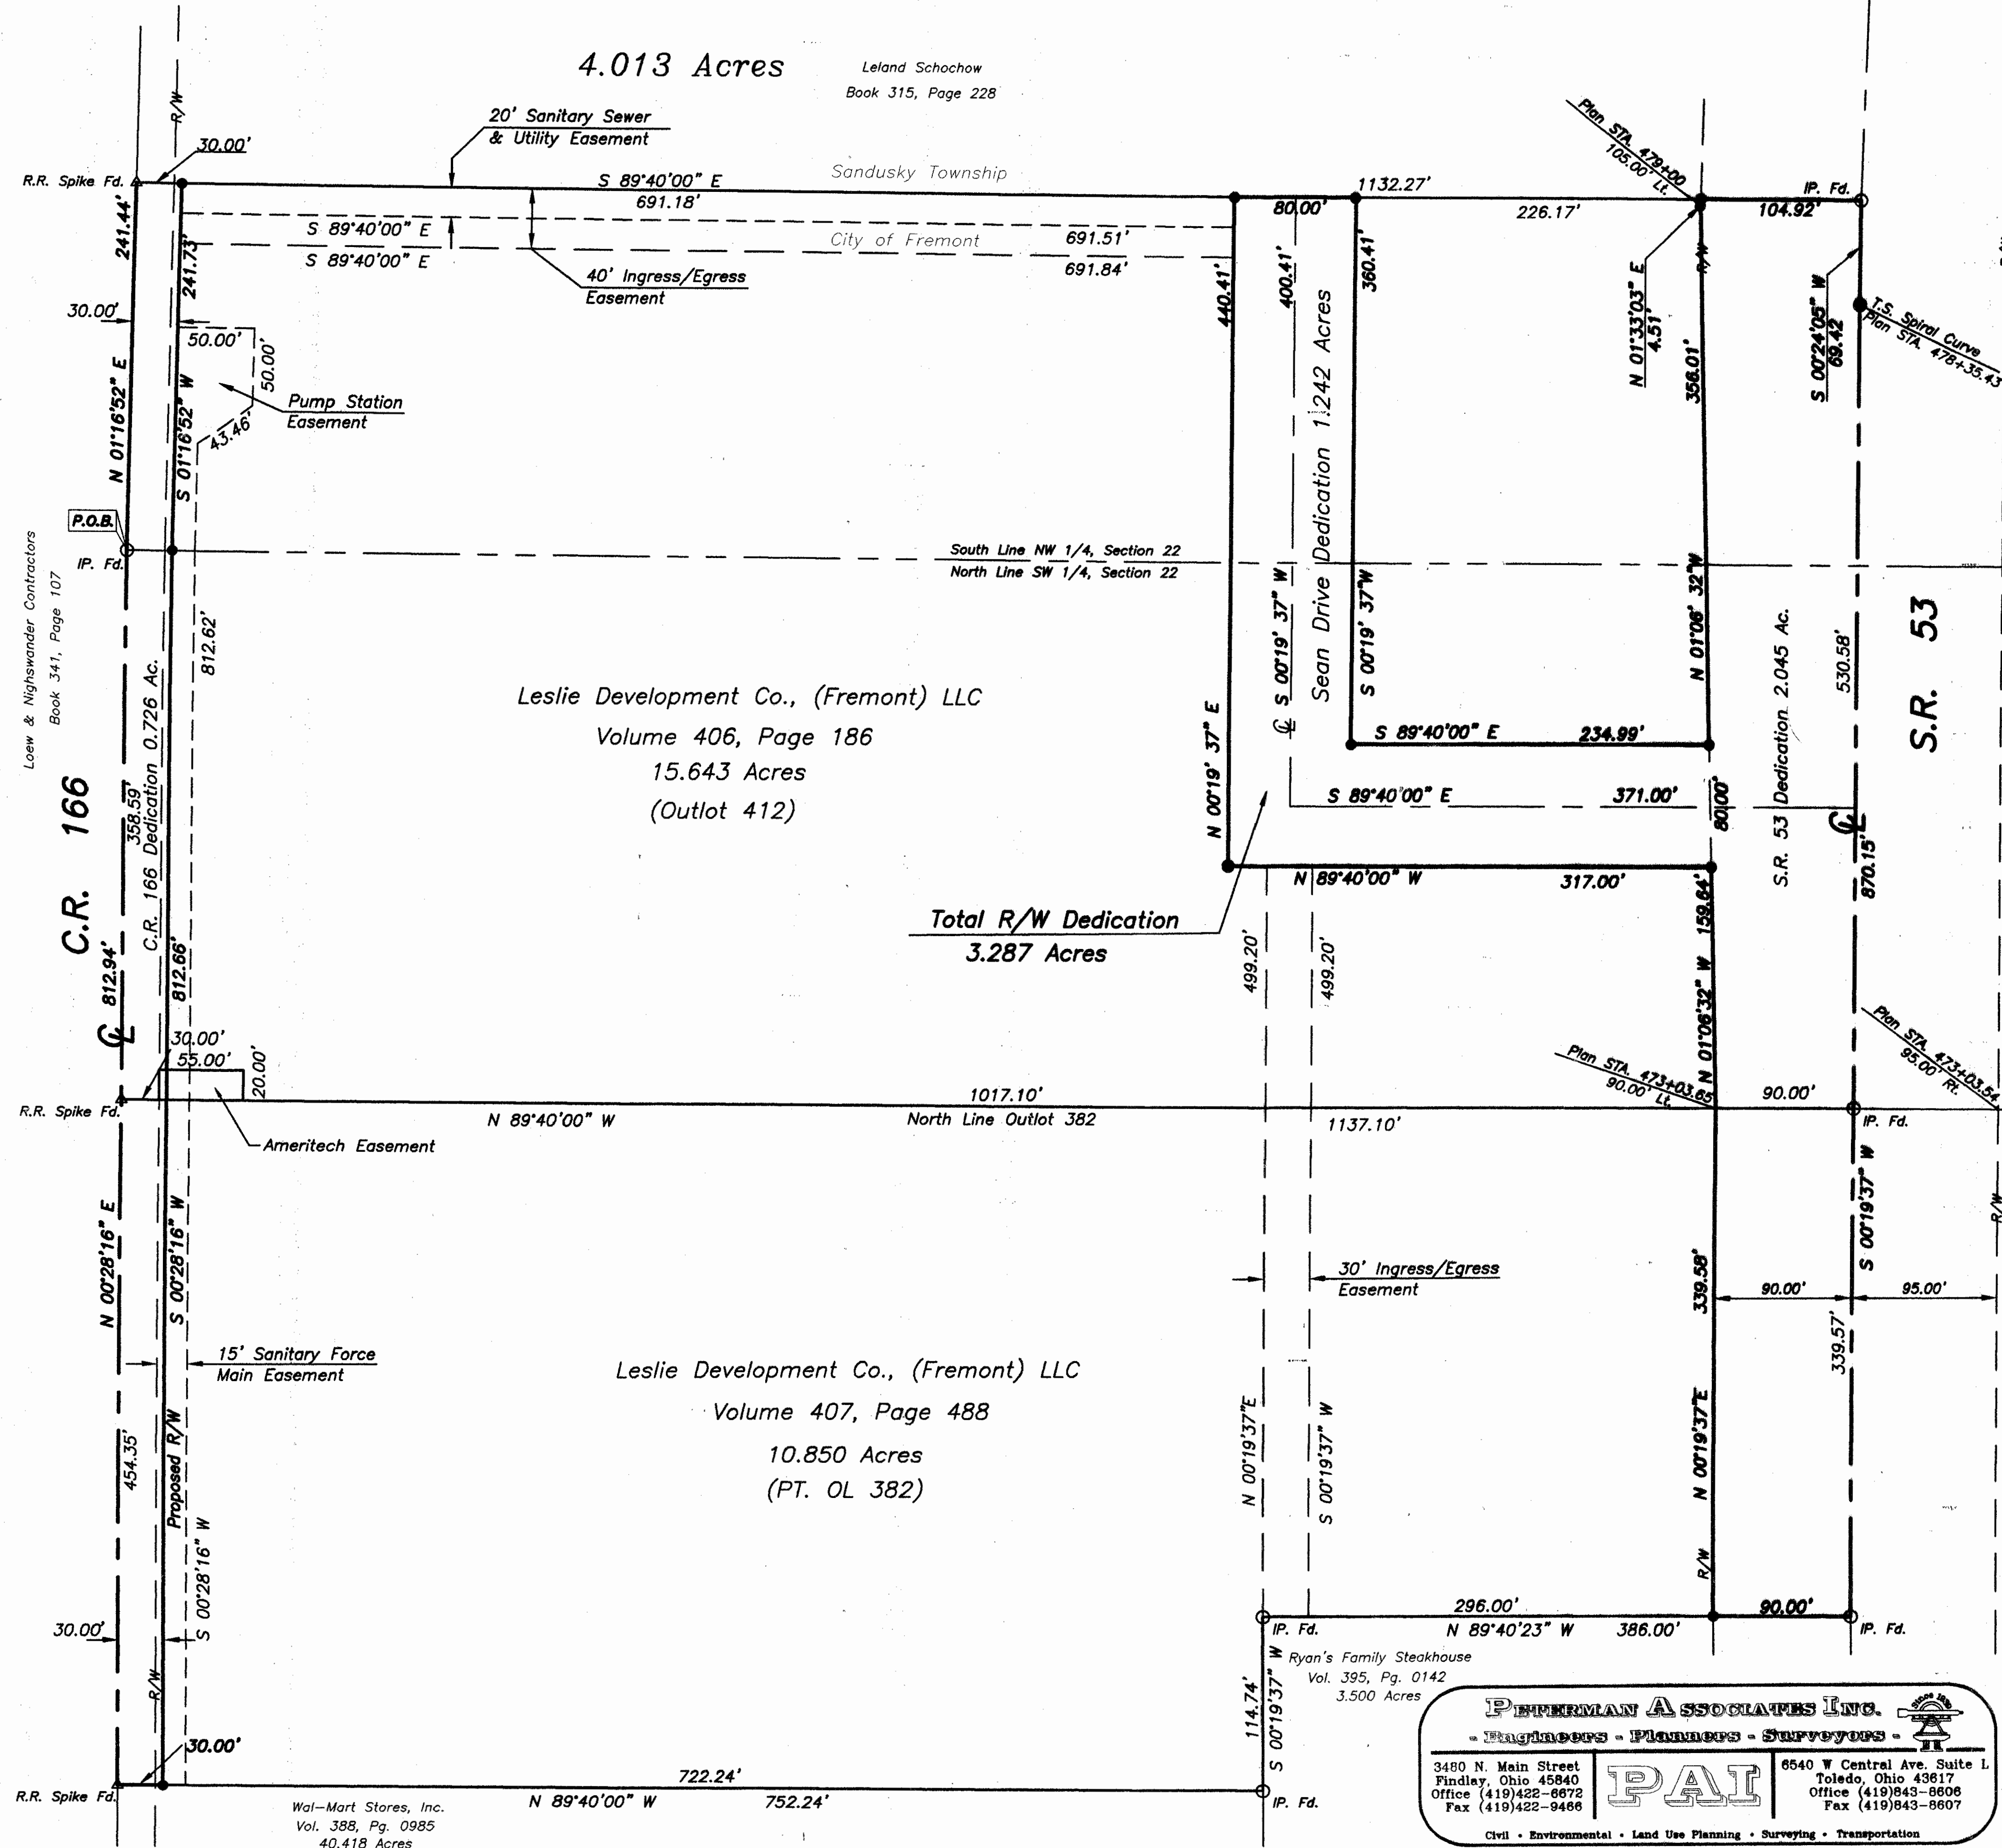 4.013 Acres
Leland Schochow
Book 315, Page 228
R/W
20' Sanitary Sewer
& Utility Easement
30.00'
R.R. Spike Fd.
S 89°40'00" E
691.18'
Sandusky Township
1132.27'
Plan STA. 479+00
105.00' Lt.
IP. Fd.
80.00'
226.17'
104.92'
241.44'
241.73'
S 89°40'00" E
City of Fremont
691.51'
S 89°40'00" E
691.84'
40' Ingress/Egress
Easement
30.00'
50.00'
50.00'
43.46'
Pump Station
Easement
N 01°16'52" E
S 01°16'52" W
440.41'
400.41'
360.41'
Sean Drive Dedication 1.242 Acres
N 01°33'03" E
4.51'
R/W
356.01'
S 00°24'05" W
69.42
T.S. Spiral Curve
Plan STA. 478+35.43
P.O.B.
IP. Fd.
South Line NW 1/4, Section 22
North Line SW 1/4, Section 22
Loew & Nighswander Contractors
Book 341, Page 107
812.62'
C.R. 166
358.59'
C.R. 166 Dedication 0.726 Ac.
Leslie Development Co., (Fremont) LLC
Volume 406, Page 186
15.643 Acres
(Outlot 412)
N 00°19' 37" E
℄ S 00°19' 37" W
S 00°19' 37"W
N 01°06' 32"W
S.R. 53 Dedication 2.045 Ac.
530.58'
S.R. 53
S 89°40'00" E
234.99'
S 89°40'00" E
371.00'
80.00'
℄
870.15'
N 89°40'00" W
317.00'
Total R/W Dedication
3.287 Acres
812.94'
℄
812.66'
499.20'
499.20'
159.64'
N 01°06'32" W
30.00'
55.00'
20.00'
Plan STA. 473+03.65
90.00' Lt.
Plan STA. 473+03.54
95.00' Rt.
R.R. Spike Fd.
1017.10'
90.00'
N 89°40'00" W
North Line Outlot 382
1137.10'
IP. Fd.
Ameritech Easement
N 00°28'16" E
S 00°28'16" W
S 00°19'37" W
R/W
30' Ingress/Egress
Easement
339.58'
90.00'
95.00'
339.57'
15' Sanitary Force
Main Easement
454.35'
Proposed R/W
S 00°28'16" W
Leslie Development Co., (Fremont) LLC
Volume 407, Page 488
10.850 Acres
(PT. OL 382)
N 00°19'37"E
S 00°19'37" W
N 00°19'37"E
R/W
30.00'
R/W
296.00'
90.00'
IP. Fd.
N 89°40'23" W
386.00'
IP. Fd.
Ryan's Family Steakhouse
Vol. 395, Pg. 0142
3.500 Acres
114.74'
S 00°19'37" W
30.00'
R.R. Spike Fd.
722.24'
N 89°40'00" W
752.24'
IP. Fd.
Wal-Mart Stores, Inc.
Vol. 388, Pg. 0985
40.418 Acres
PETERMAN ASSOCIATES INC.
- Engineers - Planners - Surveyors -
3480 N. Main Street
Findlay, Ohio 45840
Office (419)422-6672
Fax (419)422-9466
PAI
6540 W Central Ave. Suite L
Toledo, Ohio 43617
Office (419)843-8606
Fax (419)843-8607
Civil • Environmental • Land Use Planning • Surveying • Transportation